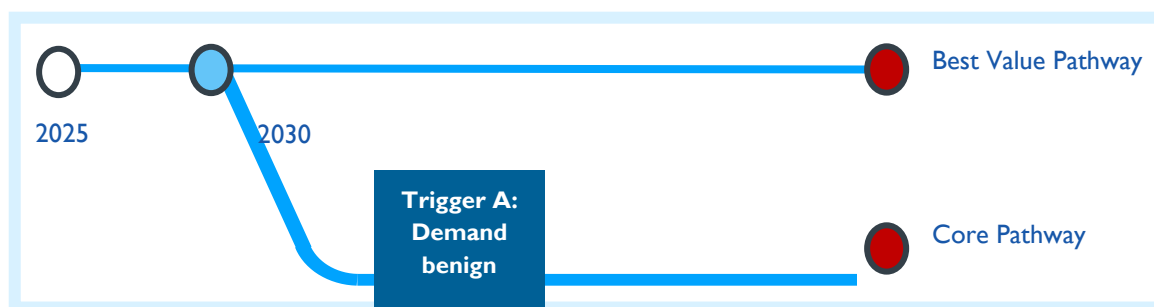 Best Value Pathway
2025
2030
Trigger A:
Demand
benign
Core Pathway